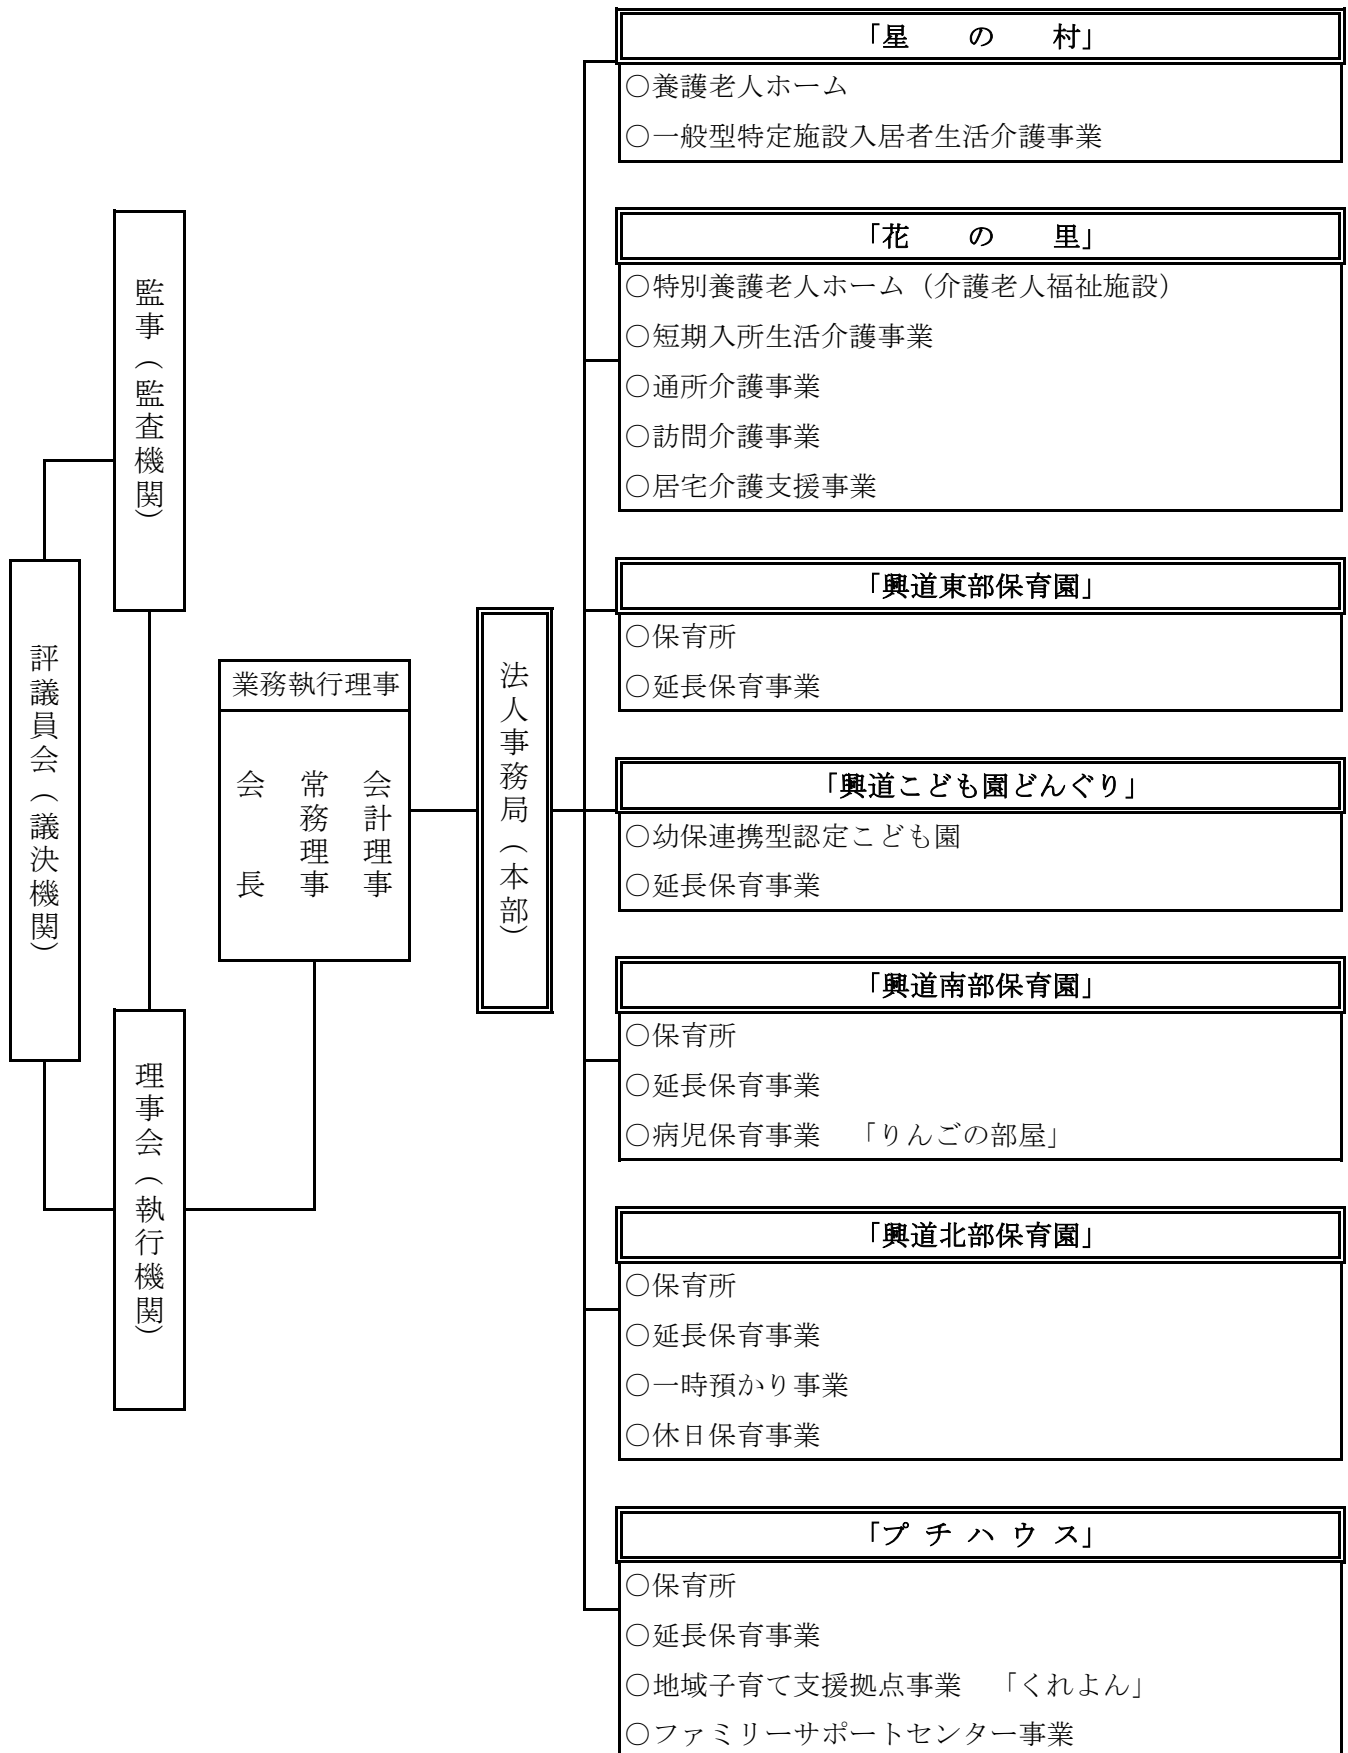 評議員会（議決機関）
監事（監査機関）
理事会（執行機関）
業務執行理事
会長
常務理事
会計理事
法人事務局（本部）
「星の村」
○養護老人ホーム
○一般型特定施設入居者生活介護事業
「花の里」
○特別養護老人ホーム（介護老人福祉施設）
○短期入所生活介護事業
○通所介護事業
○訪問介護事業
○居宅介護支援事業
「興道東部保育園」
○保育所
○延長保育事業
「興道こども園どんぐり」
○幼保連携型認定こども園
○延長保育事業
「興道南部保育園」
○保育所
○延長保育事業
○病児保育事業　「りんごの部屋」
「興道北部保育園」
○保育所
○延長保育事業
○一時預かり事業
○休日保育事業
「プチハウス」
○保育所
○延長保育事業
○地域子育て支援拠点事業　「くれよん」
○ファミリーサポートセンター事業